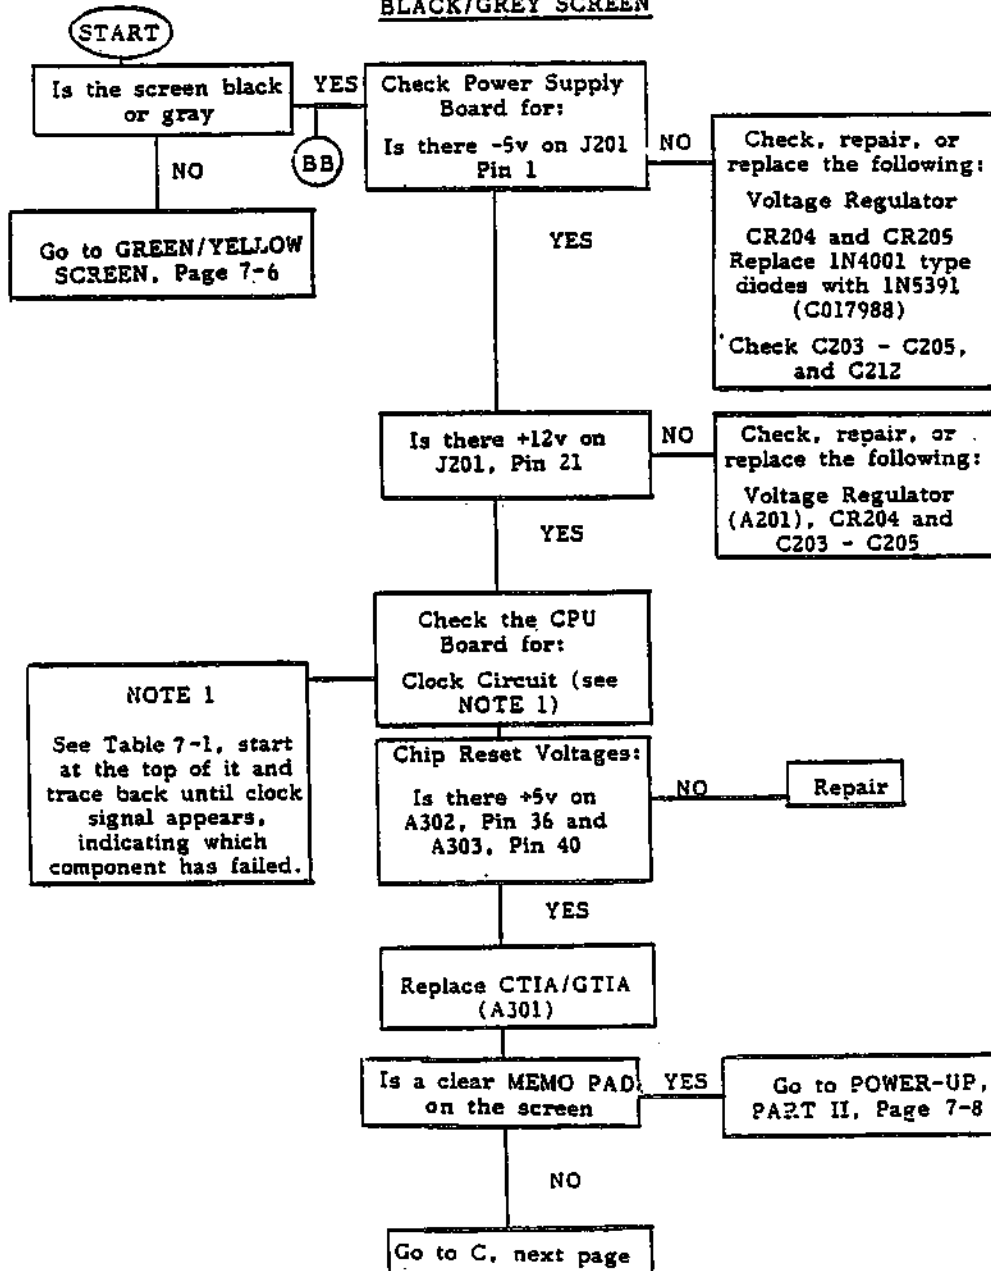 BLACK/GREY SCREEN
START
Is the screen black
or gray
YES
BB
NO
Go to GREEN/YELLOW
SCREEN, Page 7-6
Check Power Supply
Board for:
Is there -5v on J201
Pin 1
NO
Check, repair, or
replace the following:
Voltage Regulator
CR204 and CR205
Replace 1N4001 type
diodes with 1N5391
(C017988)
Check C203 - C205,
and C212
YES
Is there +12v on
J201, Pin 21
NO
Check, repair, or
replace the following:
Voltage Regulator
(A201), CR204 and
C203 - C205
YES
Check the CPU
Board for:
Clock Circuit (see
NOTE 1)
NOTE 1
See Table 7-1, start
at the top of it and
trace back until clock
signal appears,
indicating which
component has failed.
Chip Reset Voltages:
Is there +5v on
A302, Pin 36 and
A303, Pin 40
NO
Repair
YES
Replace CTIA/GTIA
(A301)
Is a clear MEMO PAD
on the screen
YES
Go to POWER-UP,
PART II, Page 7-8
NO
Go to C, next page